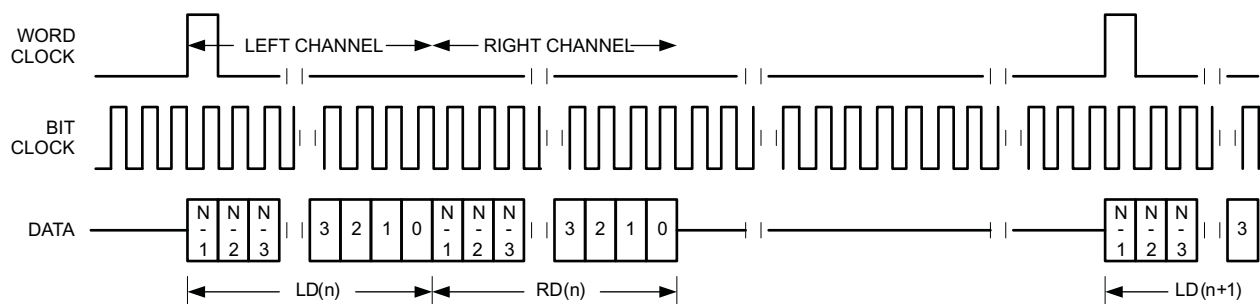 WORD
CLOCK
LEFT CHANNEL
RIGHT CHANNEL
BIT
CLOCK
DATA
N
-
1
N
-
2
N
-
3
3 2 1 0
N
-
1
N
-
2
N
-
3
3 2 1 0
N
-
1
N
-
2
N
-
3
3
LD(n)
RD(n)
LD(n+1)